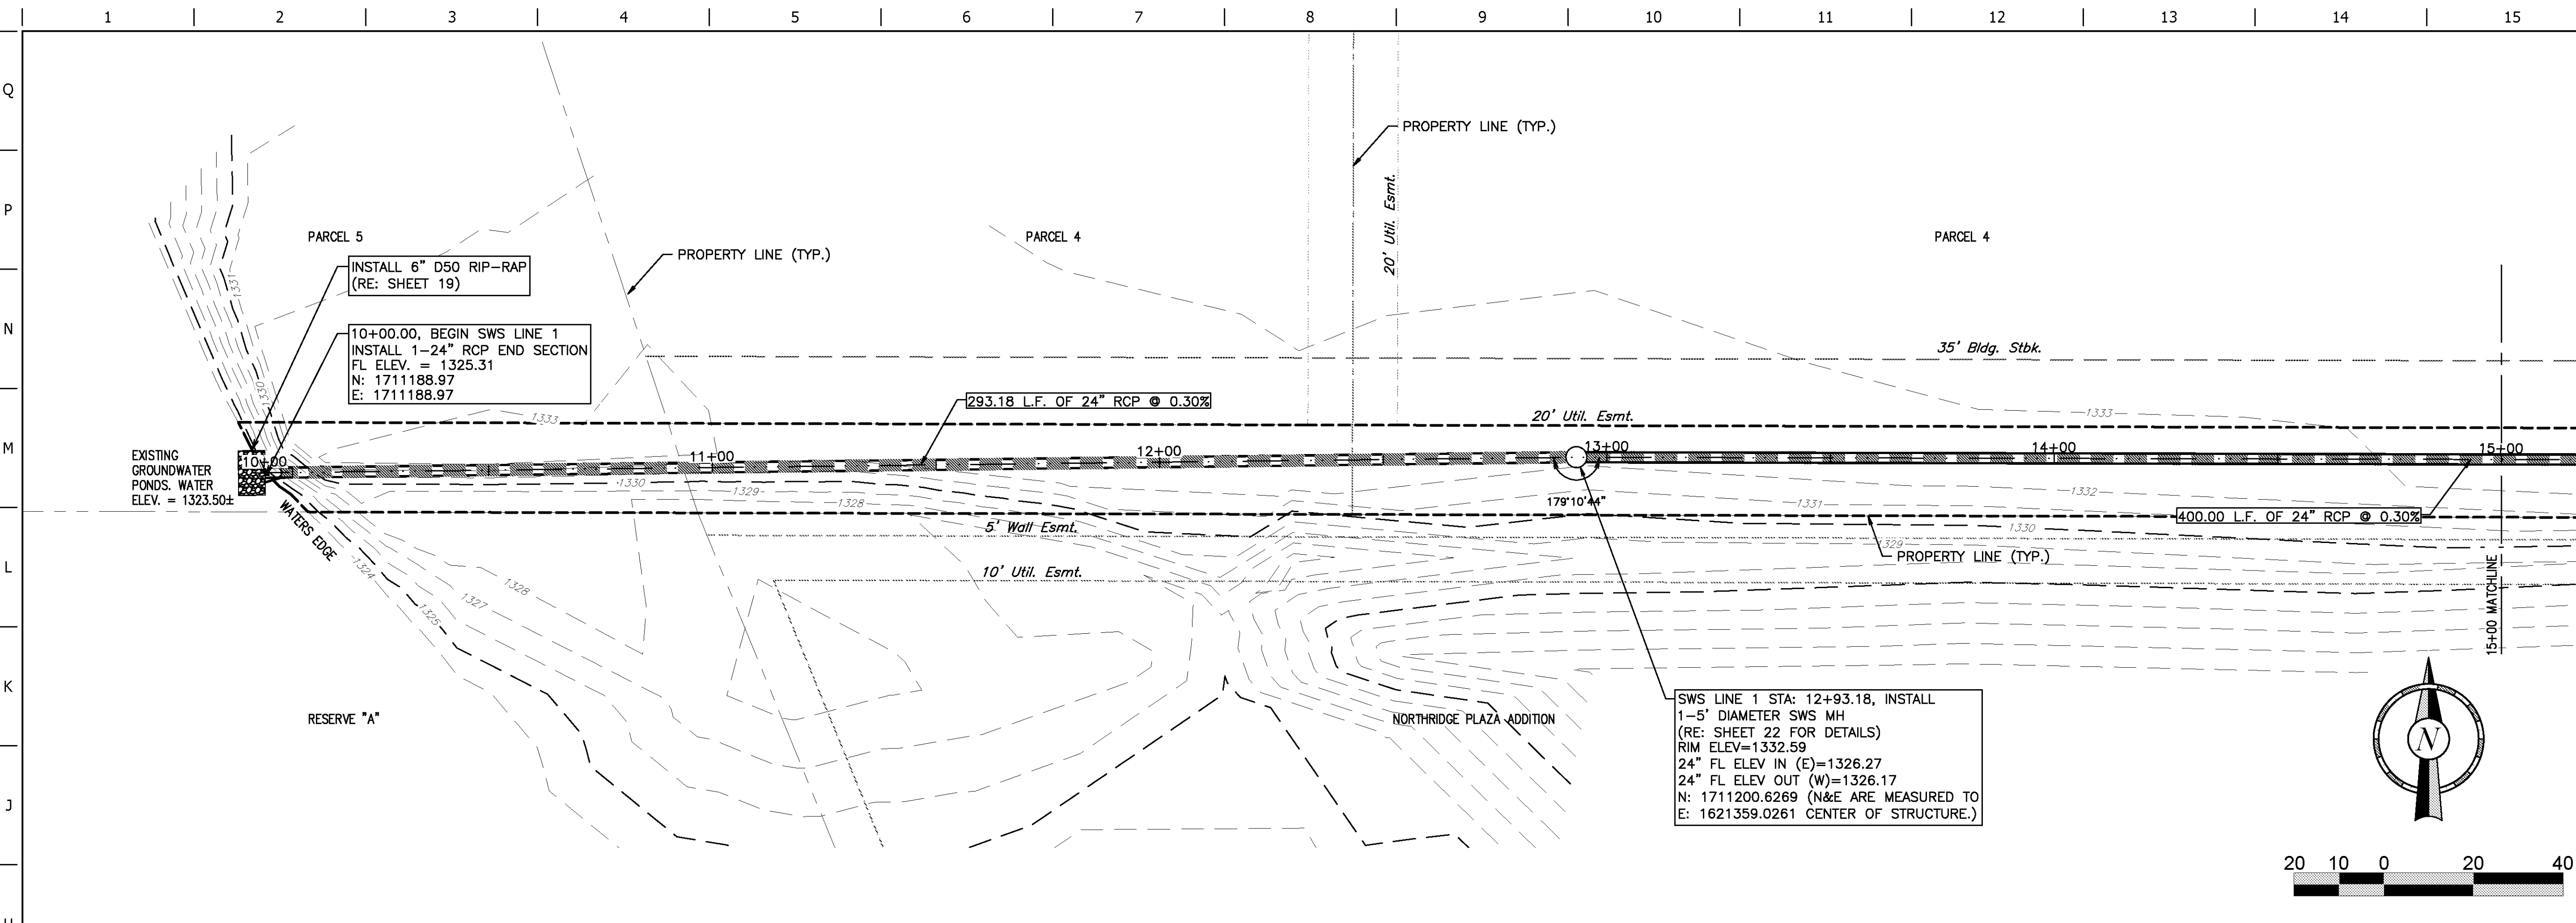 1 2 3 4 5 6 7 8 9 10 11 12 13 14 15
Q
P
N
M
L
K
J
PROPERTY LINE (TYP.)
20' Util. Esmt.
PARCEL 5
PARCEL 4
PARCEL 4
PROPERTY LINE (TYP.)
INSTALL 6" D50 RIP-RAP
(RE: SHEET 19)
1331
10+00.00, BEGIN SWS LINE 1
INSTALL 1-24" RCP END SECTION
FL ELEV. = 1325.31
N: 1711188.97
E: 1711188.97
35' Bldg. Stbk.
1330
293.18 L.F. OF 24" RCP @ 0.30%
1333
20' Util. Esmt.
1333
EXISTING
GROUNDWATER
PONDS. WATER
ELEV. = 1323.50±
10+00
11+00
12+00
13+00
14+00
15+00
1330
1329
1328
179°10'44"
1331
1332
WATERS EDGE
5' Wall Esmt.
400.00 L.F. OF 24" RCP @ 0.30%
1330
1329
PROPERTY LINE (TYP.)
10' Util. Esmt.
1324
1328
1327
1325
15+00 MATCHLINE
RESERVE "A"
NORTHRIDGE PLAZA ADDITION
SWS LINE 1 STA: 12+93.18, INSTALL
1-5' DIAMETER SWS MH
(RE: SHEET 22 FOR DETAILS)
RIM ELEV=1332.59
24" FL ELEV IN (E)=1326.27
24" FL ELEV OUT (W)=1326.17
N: 1711200.6269 (N&E ARE MEASURED TO
E: 1621359.0261 CENTER OF STRUCTURE.)
N
20 10 0 20 40